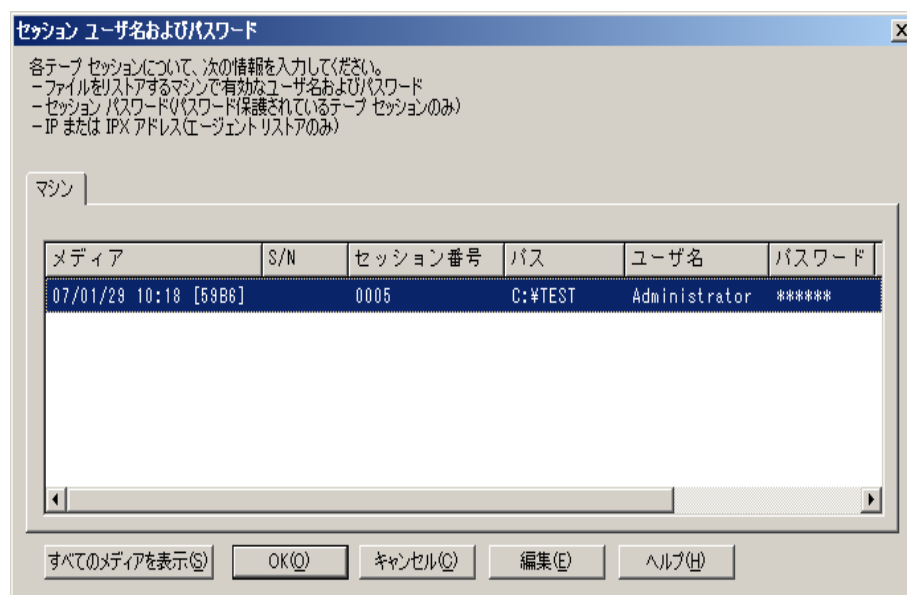 セッション ユーザ名およびパスワード
各テープ セッションについて、次の情報を入力してください。
－ファイルをリストアするマシンで有効なユーザ名およびパスワード
－セッション パスワード(パスワード保護されているテープ セッションのみ)
－IP または IPX アドレス(エージェント リストアのみ)
マシン
メディア S/N セッション番号 パス ユーザ名 パスワード
07/01/29 10:18 [59B6] 0005 C:¥TEST Administrator ******
すべてのメディアを表示(S) OK(O) キャンセル(C) 編集(E) ヘルプ(H)